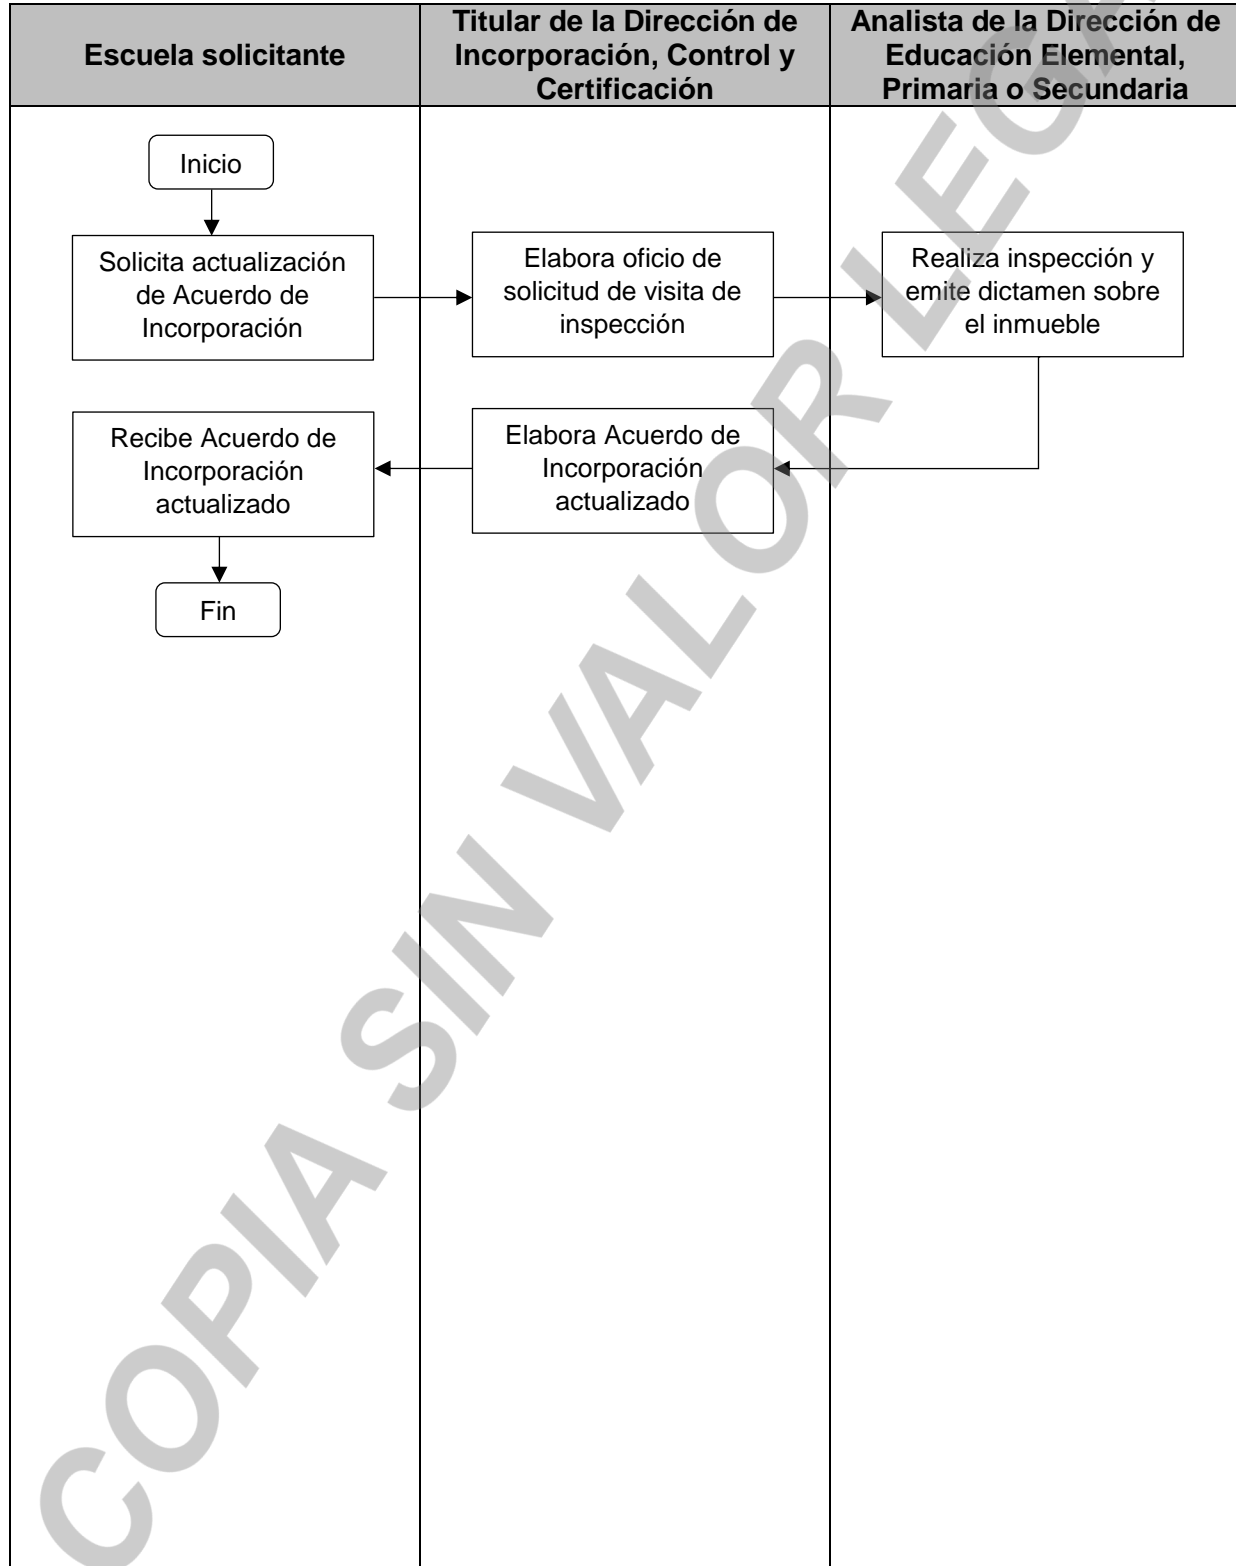 Escuela solicitante
Titular de la Dirección de
Incorporación, Control y
Certificación
Analista de la Dirección de
Educación Elemental,
Primaria o Secundaria
Inicio
Solicita actualización
de Acuerdo de
Incorporación
Elabora oficio de
solicitud de visita de
inspección
Realiza inspección y
emite dictamen sobre
el inmueble
Elabora Acuerdo de
Incorporación
actualizado
Recibe Acuerdo de
Incorporación
actualizado
Fin
COPIA SIN VALOR LEGA